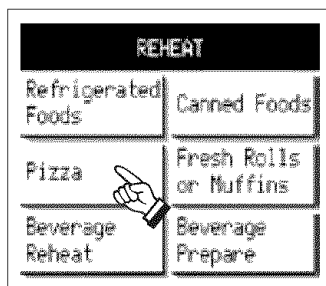 REHEAT
Refrigerated
Foods
Canned Foods
Pizza
Fresh Rolls
or Muffins
Beverage
Reheat
Beverage
Prepare